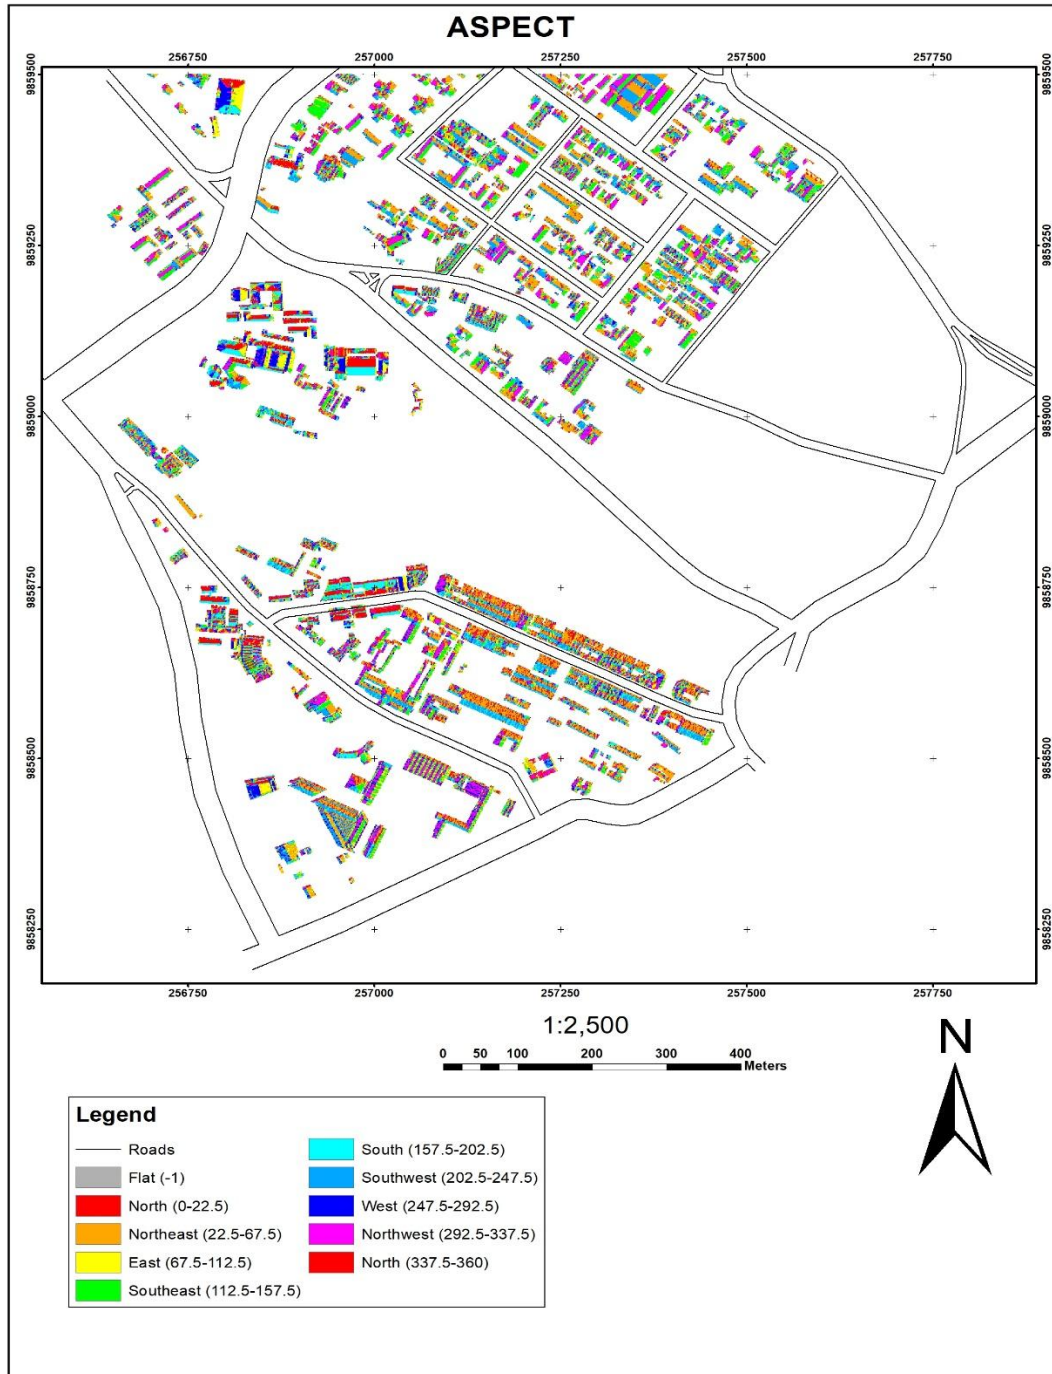 ASPECT
256750 257000 257250 257500 257750
9859500 9859500
9859250 9859250
9859000 9859000
9858750 9858750
9858500 9858500
9858250 9858250
256750 257000 257250 257500 257750
1:2,500
0 50 100 200 300 400
Meters
N
Legend
Roads
Flat (-1)
North (0-22.5)
Northeast (22.5-67.5)
East (67.5-112.5)
Southeast (112.5-157.5)
South (157.5-202.5)
Southwest (202.5-247.5)
West (247.5-292.5)
Northwest (292.5-337.5)
North (337.5-360)